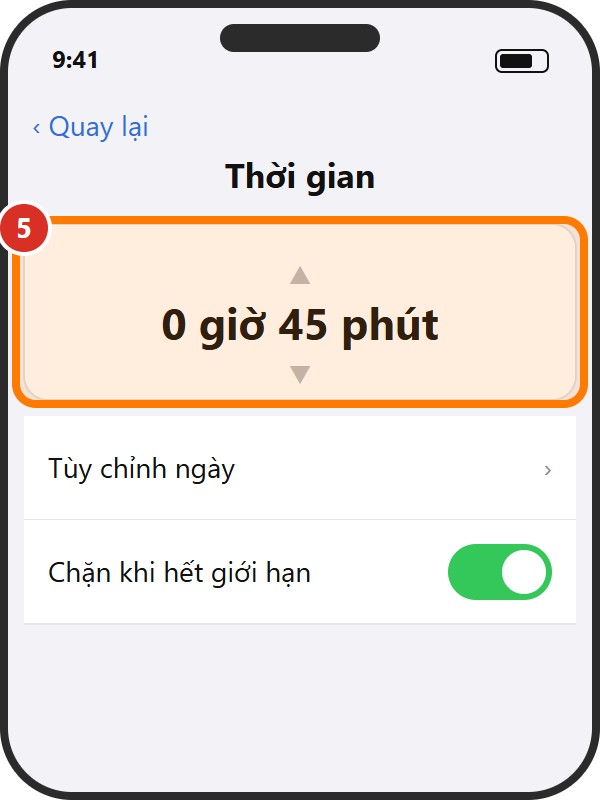 9:41
‹ Quay lại
Thời gian
5
0 giờ 45 phút
Tùy chỉnh ngày ›
Chặn khi hết giới hạn